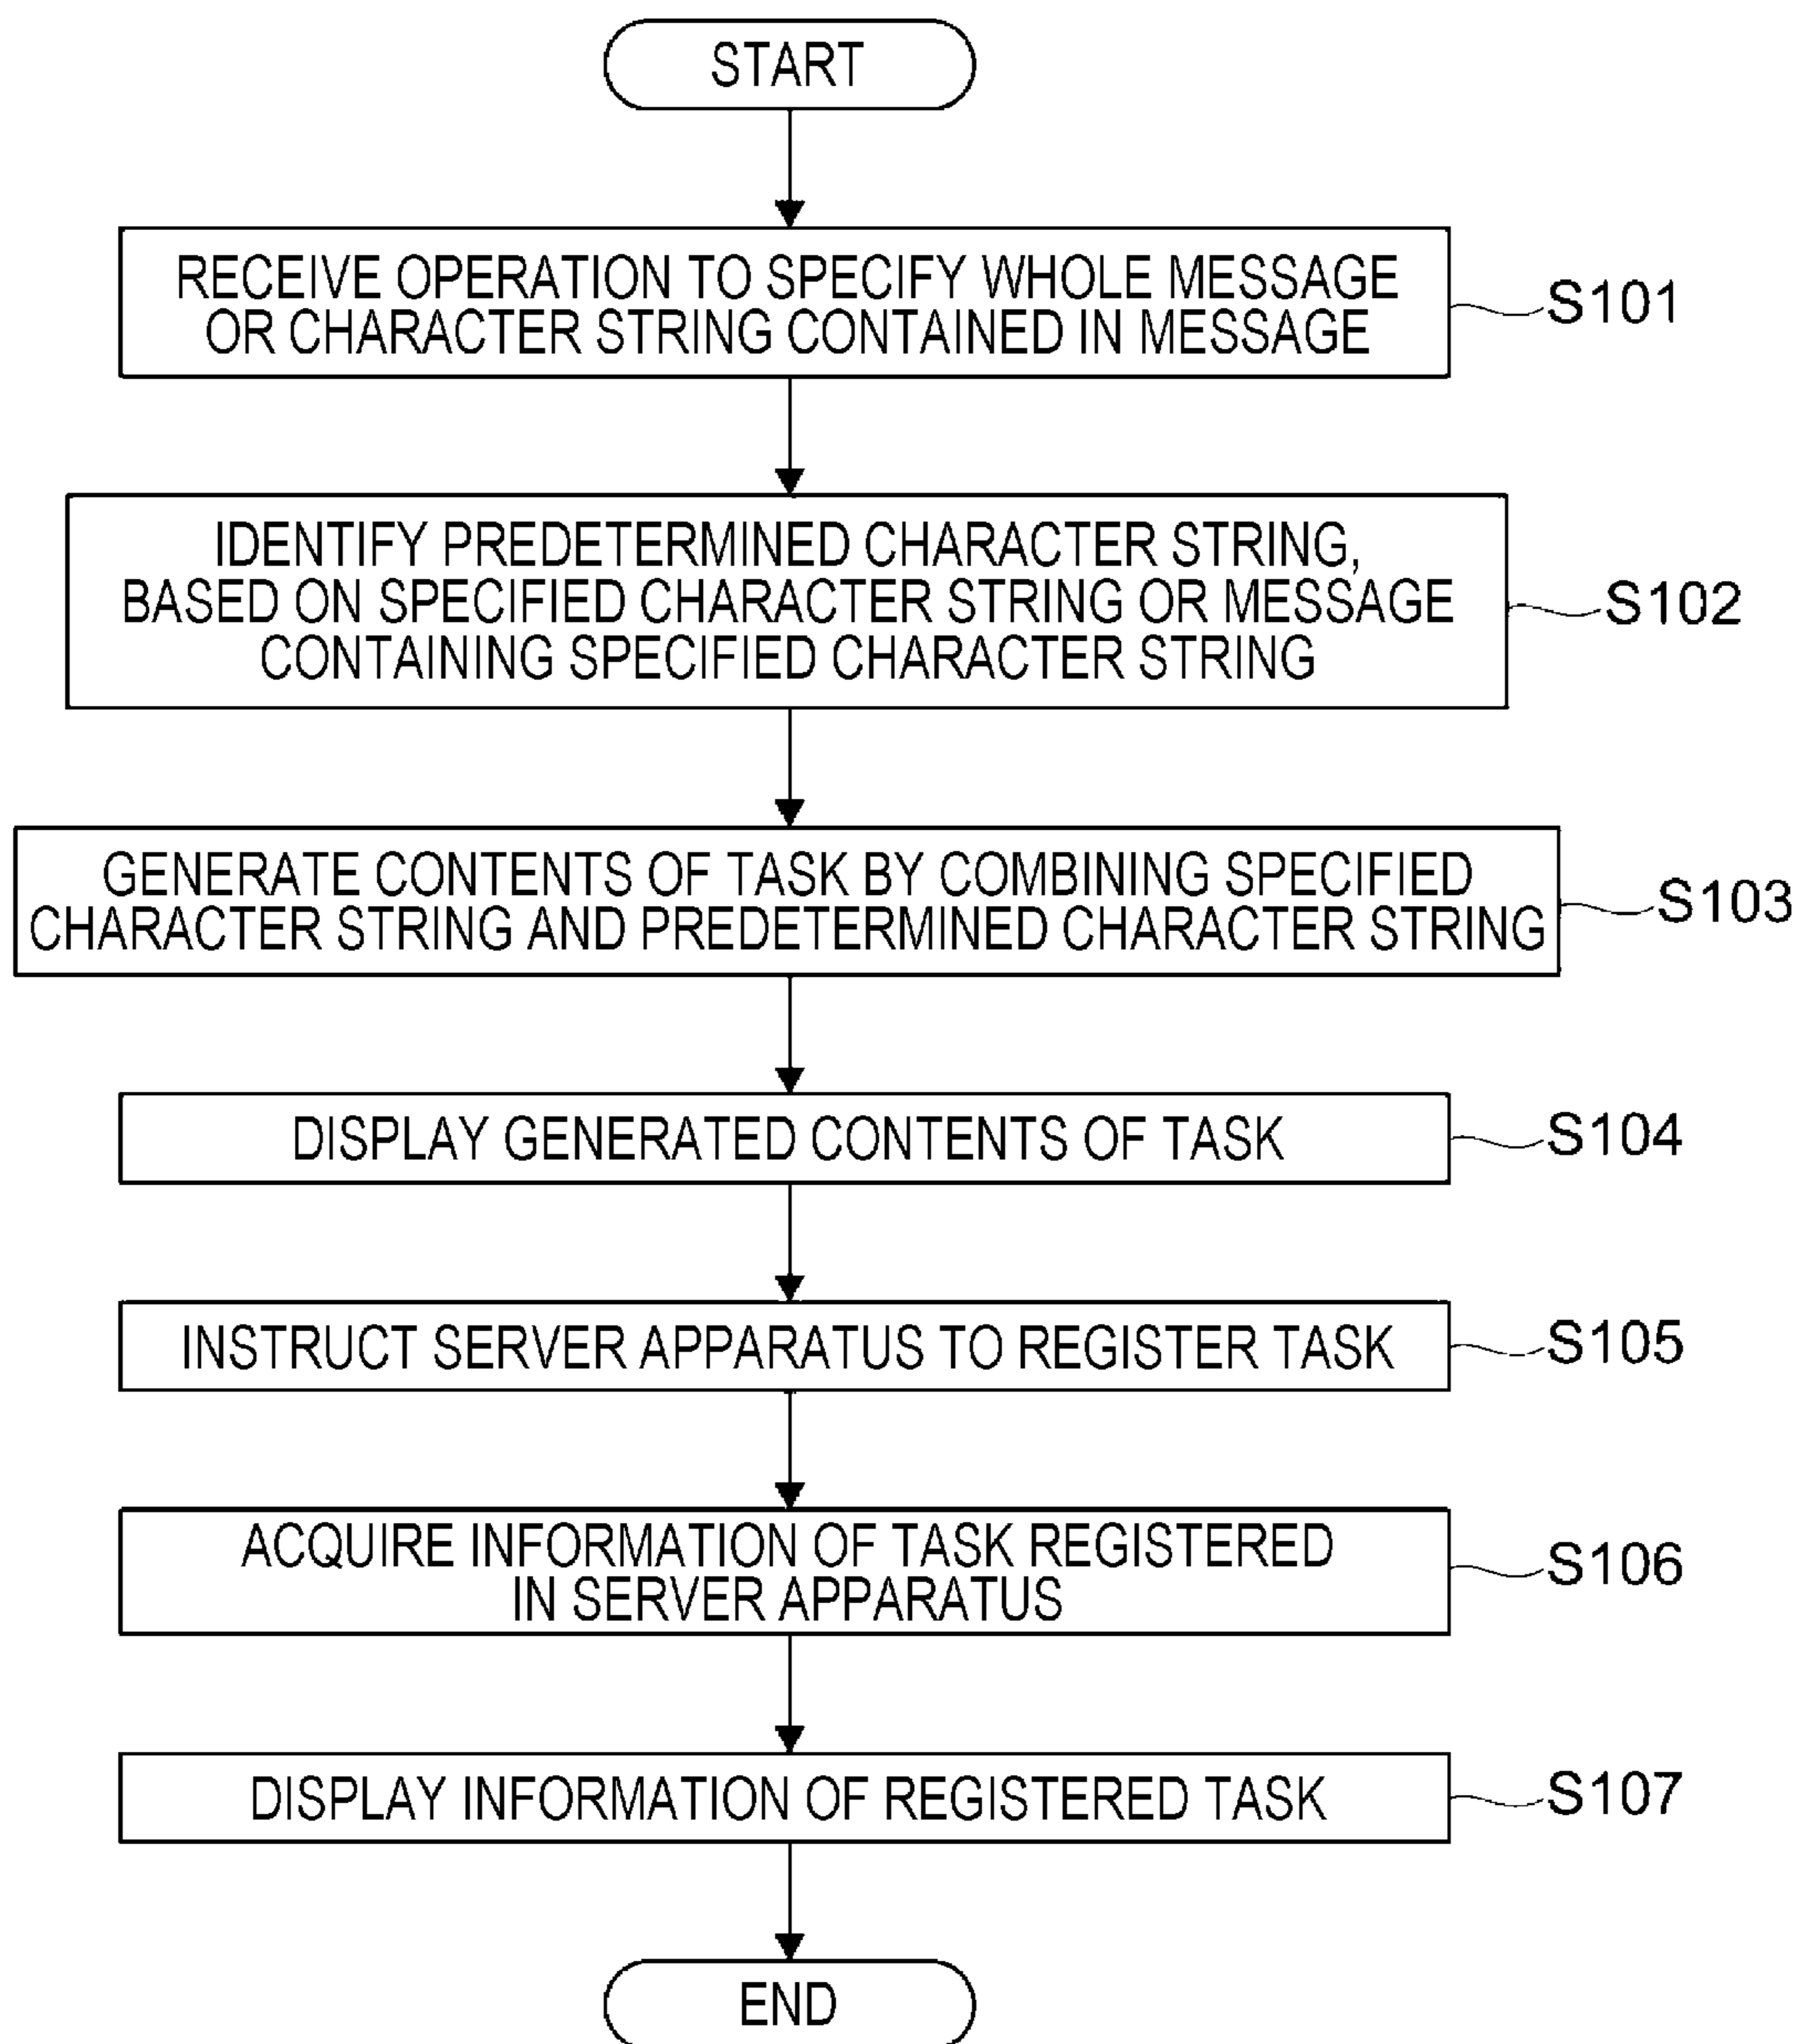 START
RECEIVE OPERATION TO SPECIFY WHOLE MESSAGE
OR CHARACTER STRING CONTAINED IN MESSAGE
S101
IDENTIFY PREDETERMINED CHARACTER STRING,
BASED ON SPECIFIED CHARACTER STRING OR MESSAGE
CONTAINING SPECIFIED CHARACTER STRING
S102
GENERATE CONTENTS OF TASK BY COMBINING SPECIFIED
CHARACTER STRING AND PREDETERMINED CHARACTER STRING
S103
DISPLAY GENERATED CONTENTS OF TASK
S104
INSTRUCT SERVER APPARATUS TO REGISTER TASK
S105
ACQUIRE INFORMATION OF TASK REGISTERED
IN SERVER APPARATUS
S106
DISPLAY INFORMATION OF REGISTERED TASK
S107
END